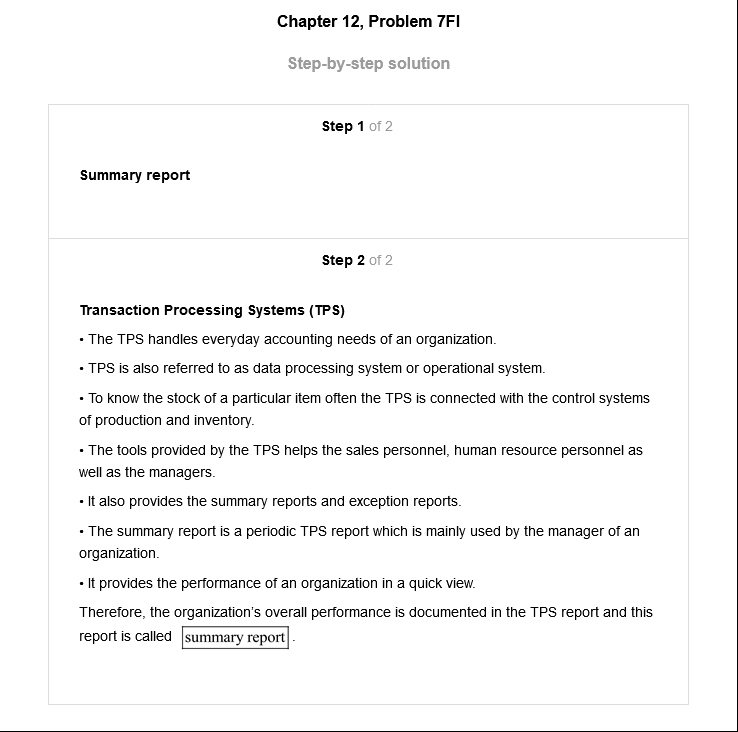 Chapter 12, Problem 7FI
Step-by-step solution
Step 1 of 2
Summary report
Step 2 of 2
Transaction Processing Systems (TPS)
• The TPS handles everyday accounting needs of an organization.
• TPS is also referred to as data processing system or operational system.
• To know the stock of a particular item often the TPS is connected with the control systems
of production and inventory.
• The tools provided by the TPS helps the sales personnel, human resource personnel as
well as the managers.
• It also provides the summary reports and exception reports.
• The summary report is a periodic TPS report which is mainly used by the manager of an
organization.
• It provides the performance of an organization in a quick view.
Therefore, the organization's overall performance is documented in the TPS report and this
report is called summary report .